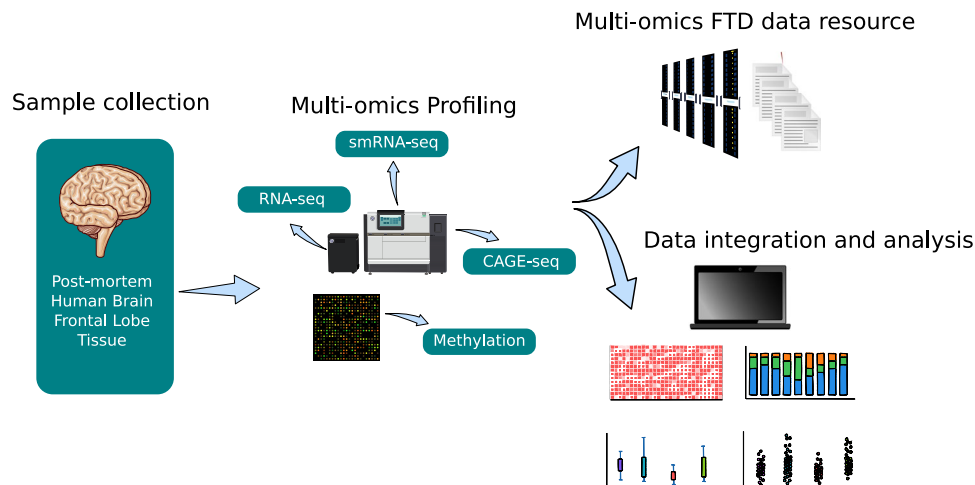 Multi-omics FTD data resource
Sample collection
Multi-omics Profiling
smRNA-seq
RNA-seq
CAGE-seq
Methylation
Post-mortem
Human Brain
Frontal Lobe
Tissue
Data integration and analysis